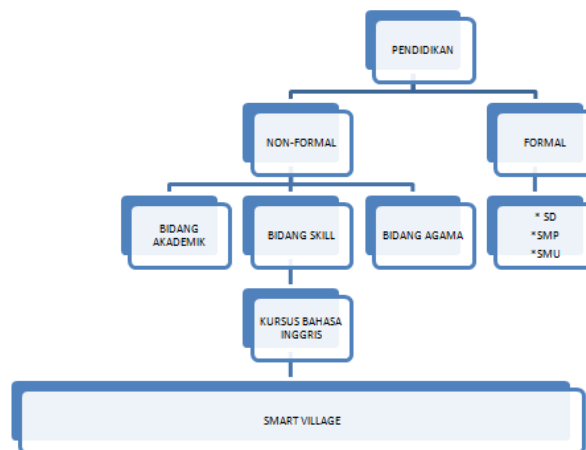 PENDIDIKAN
NON-FORMAL
FORMAL
BIDANG
AKADEMIK
BIDANG SKILL
BIDANG AGAMA
* SD
*SMP
*SMU
KURSUS BAHASA
INGGRIS
SMART VILLAGE